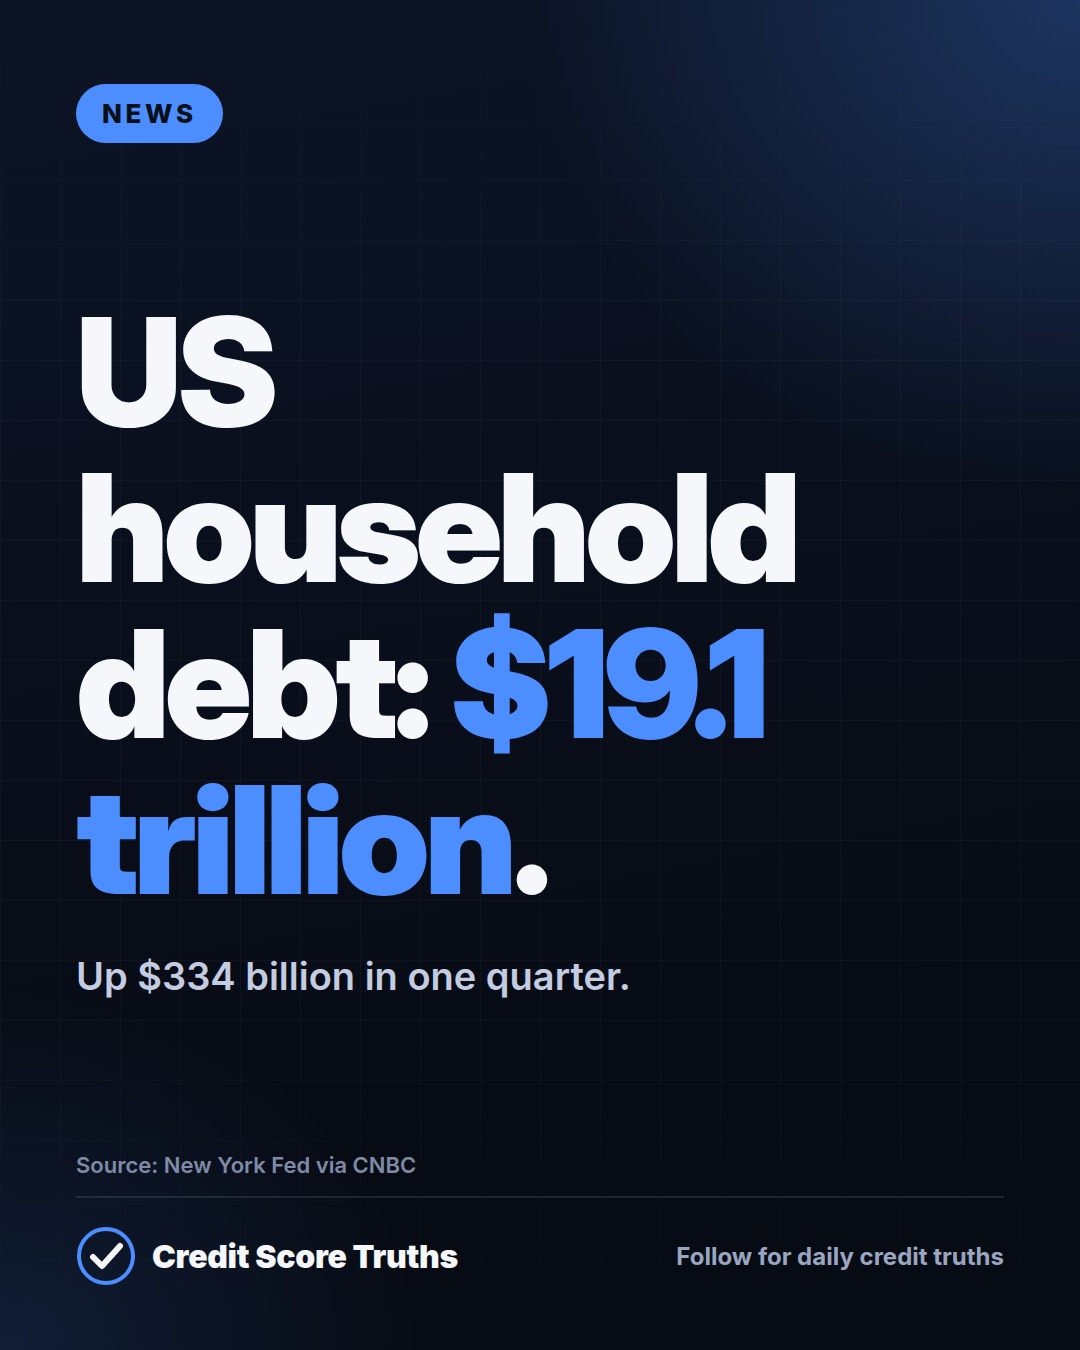 NEWS
US
household
debt: $19.1
trillion.
Up $334 billion in one quarter.
Source: New York Fed via CNBC
Credit Score Truths
Follow for daily credit truths